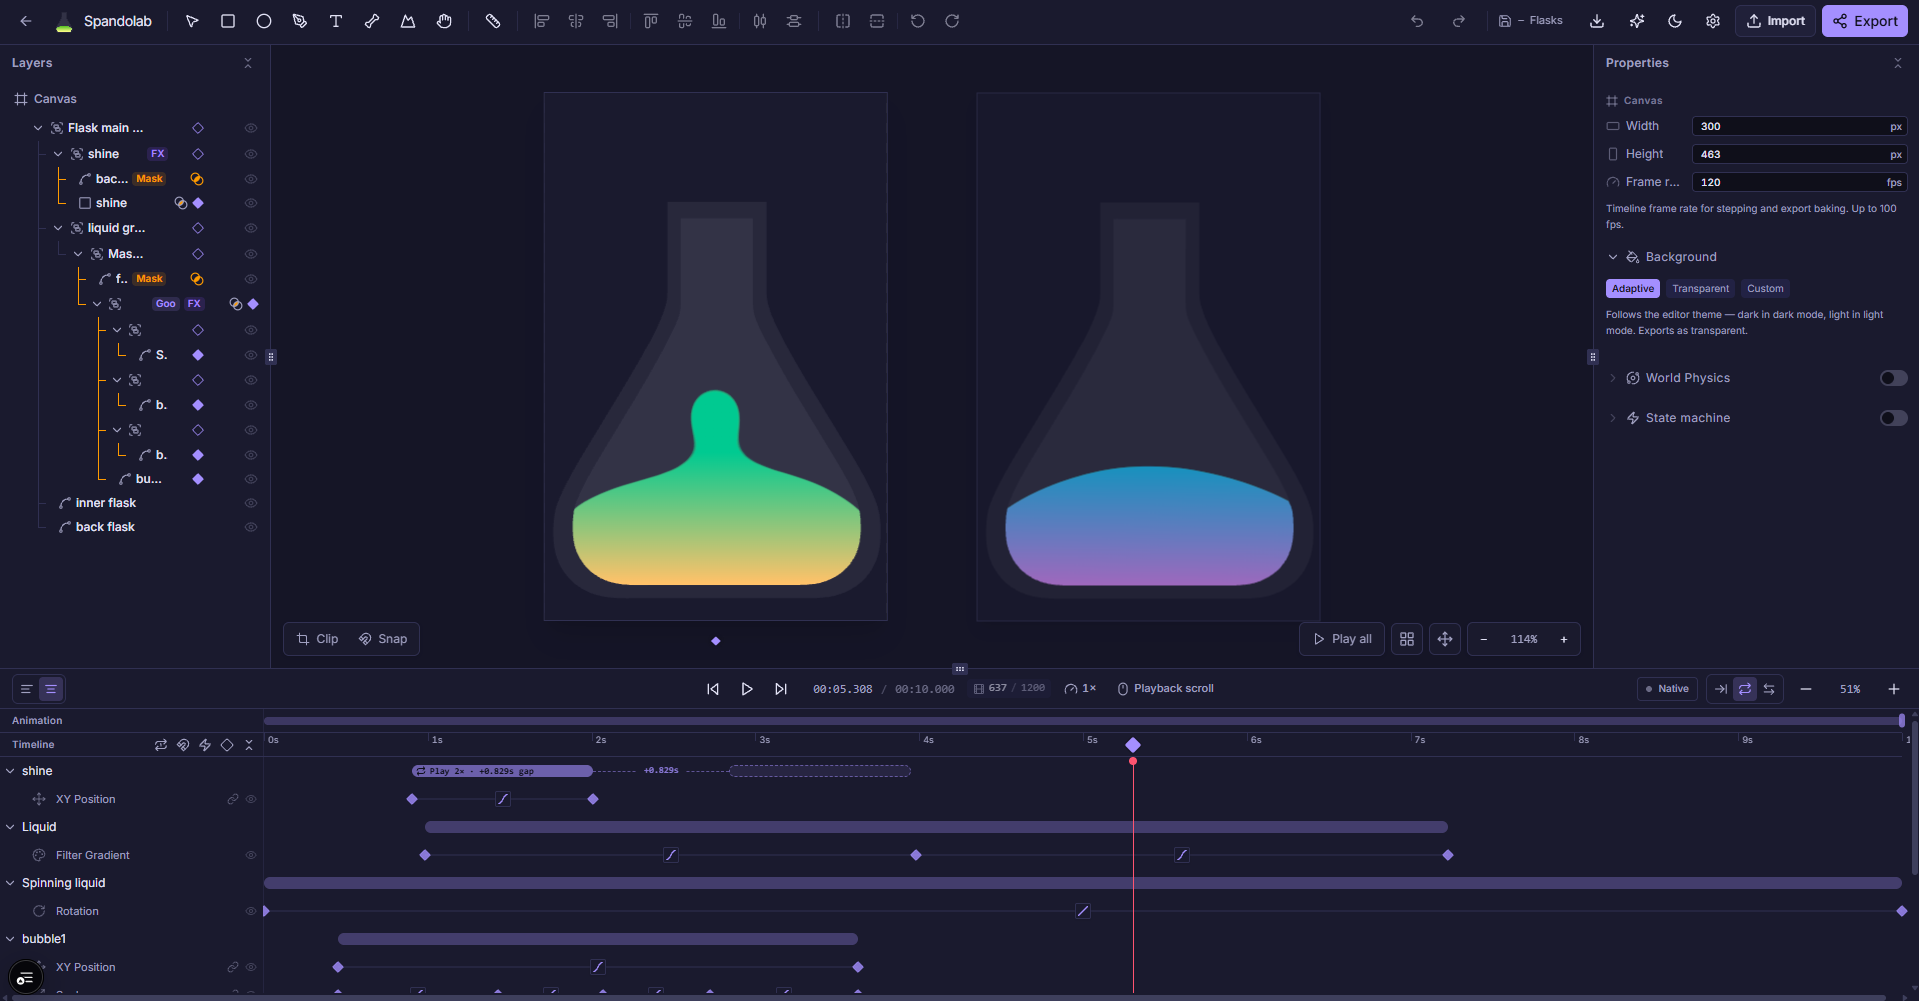 Spandolab
– Flasks
Import
Export
Layers
Canvas
Flask main ...
shine FX
bac... Mask
shine
liquid gr...
Mas...
f.. Mask
Goo FX
S.
b.
b.
bu...
inner flask
back flask
Clip
Snap
Play all
– 114% +
Properties
Canvas
Width 300 px
Height 463 px
Frame r... 120 fps
Timeline frame rate for stepping and export baking. Up to 100
fps.
Background
Adaptive Transparent Custom
Follows the editor theme — dark in dark mode, light in light
mode. Exports as transparent.
World Physics
State machine
00:05.308 / 00:10.000 637 / 1200 1× Playback scroll
Native 51%
Animation
Timeline
0s 1s 2s 3s 4s 5s 6s 7s 8s 9s 1
shine
Play 2× · +0.829s gap +0.829s
XY Position
Liquid
Filter Gradient
Spinning liquid
Rotation
bubble1
XY Position